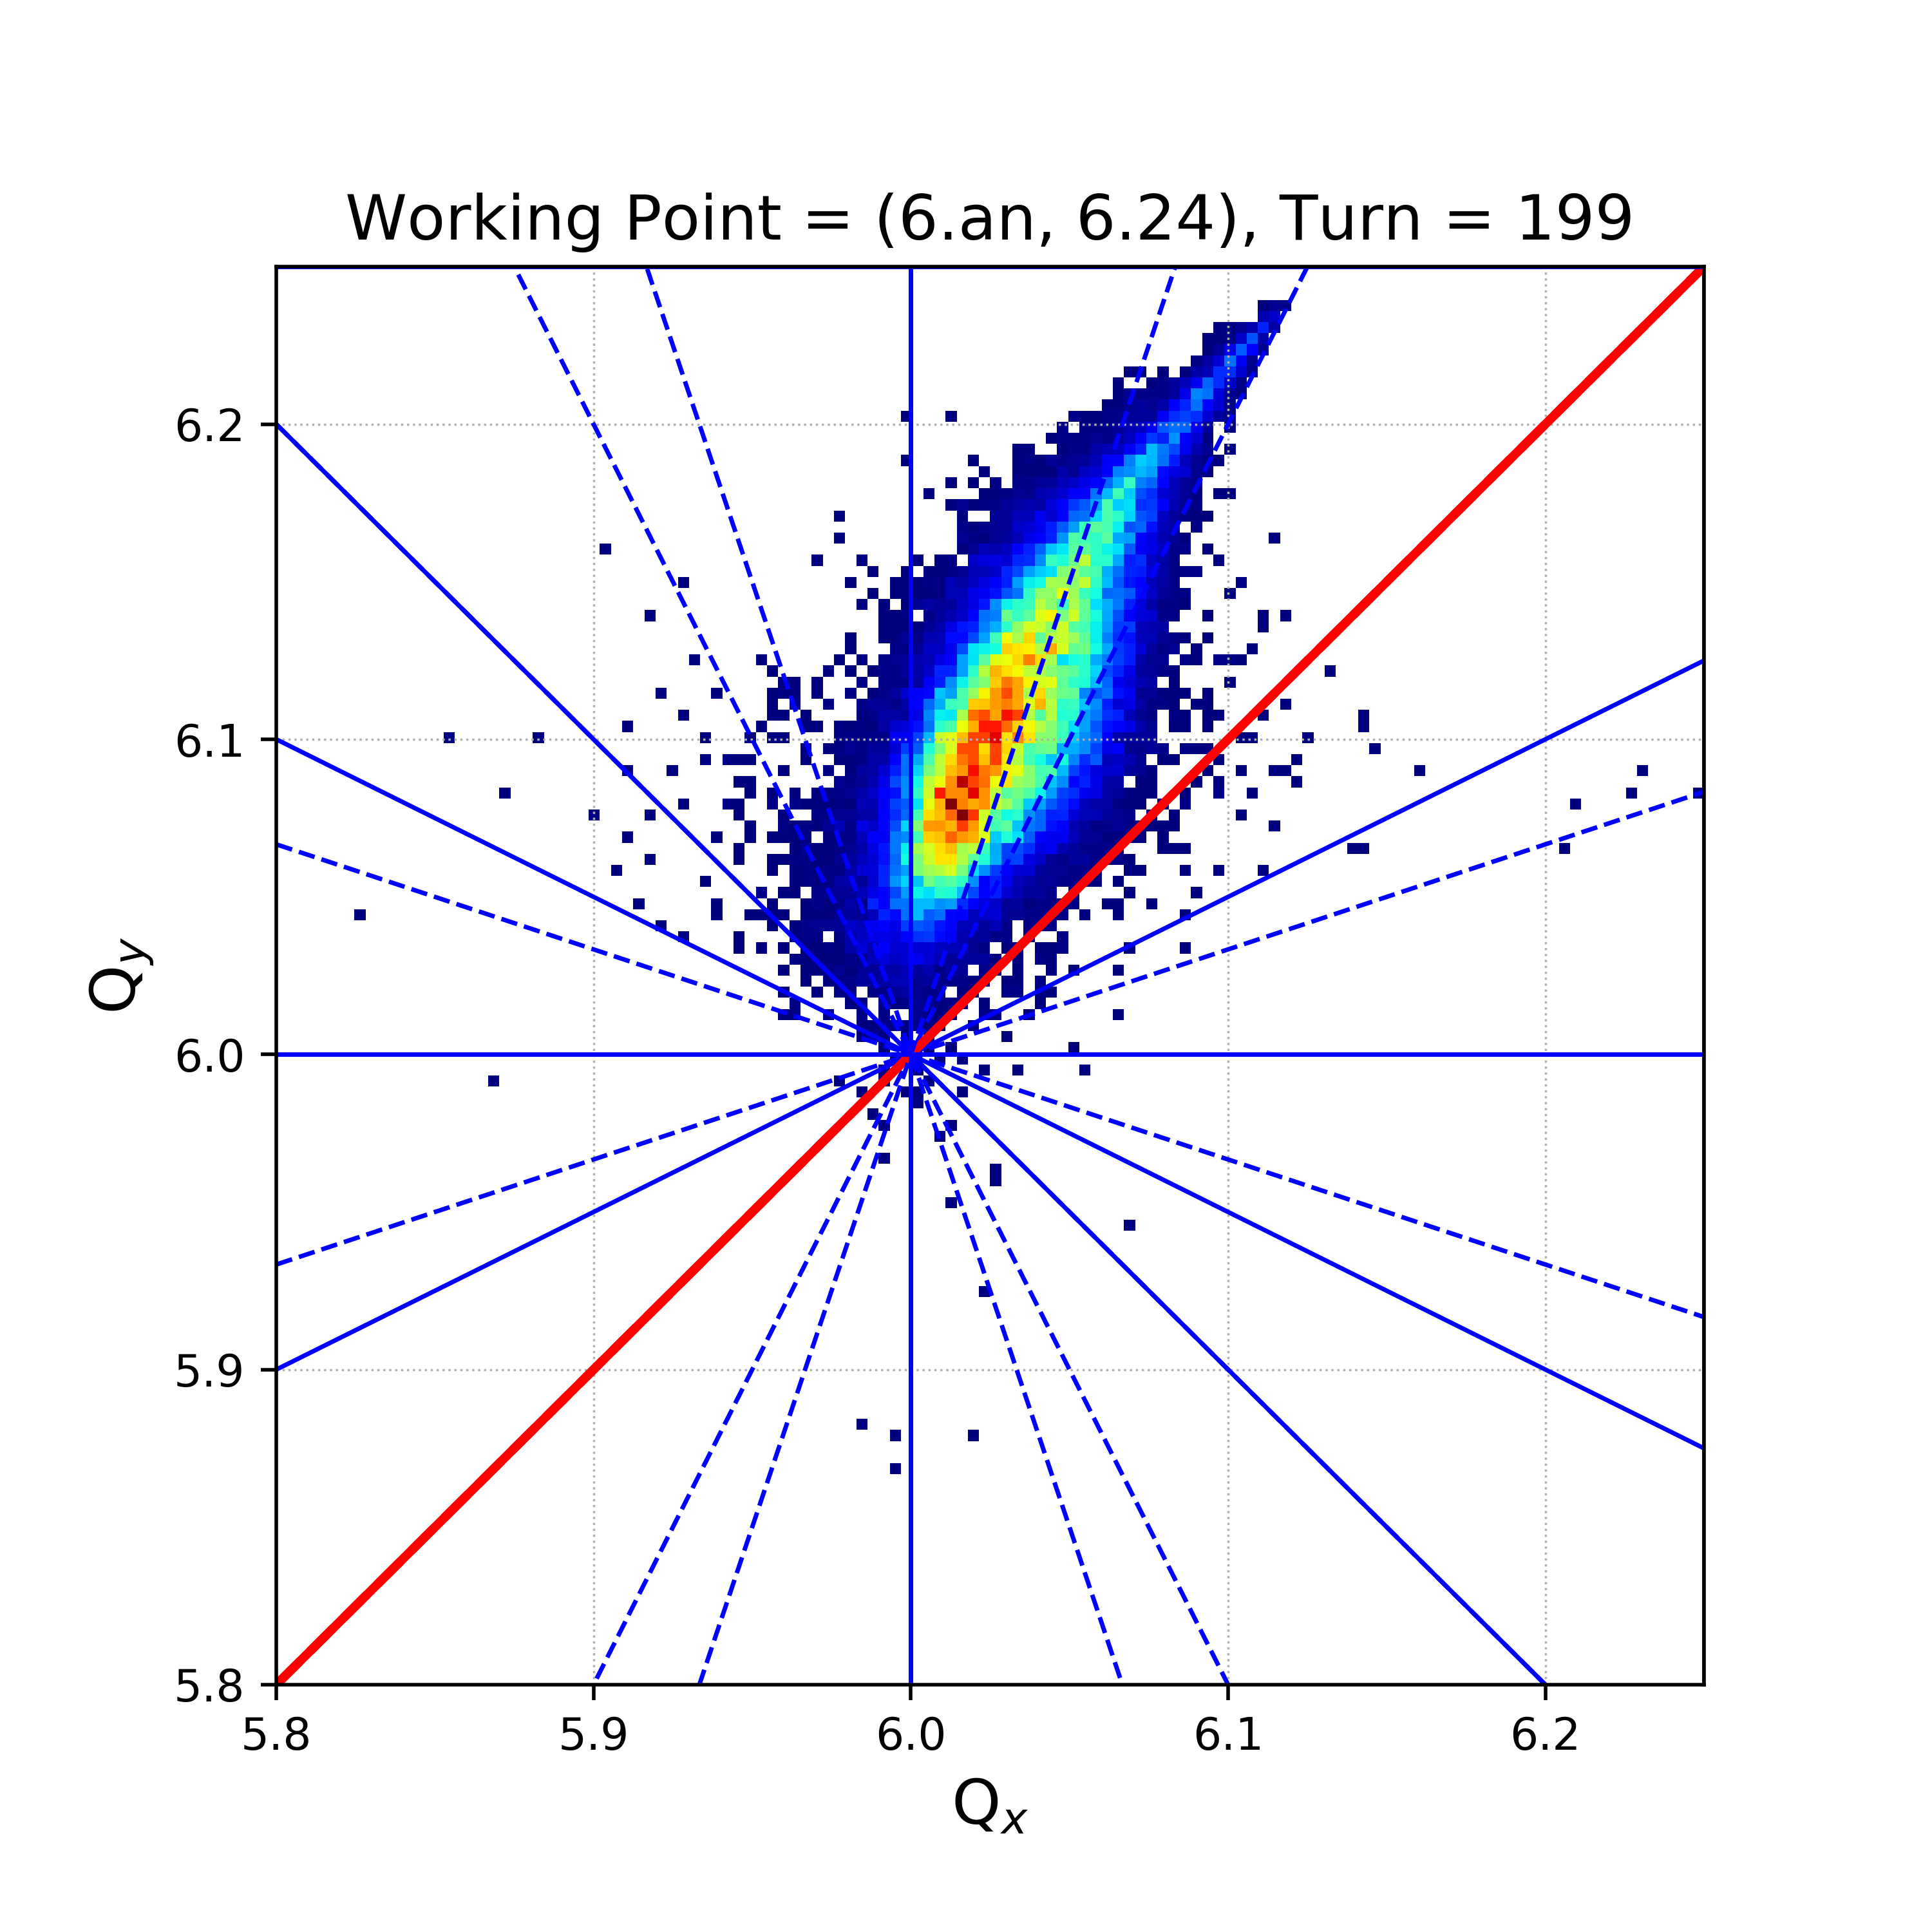 Working Point = (6.an, 6.24), Turn = 199
6.2
6.1
6.0
5.9
5.8
Qy
5.8 5.9 6.0 6.1 6.2
Qx